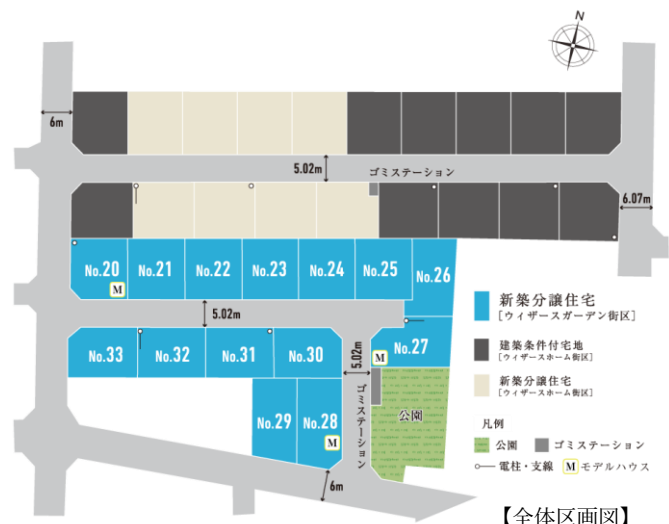 N
6m
5.02m
ゴミステーション
6.07m
No.20
M
No.21
No.22
No.23
No.24
No.25
No.26
5.02m
No.33
No.32
No.31
No.30
5.02m
No.27
M
ゴミステーション
No.29
No.28
M
公園
6m
新築分譲住宅
[ウィザースガーデン街区]
建築条件付宅地
[ウィザースホーム街区]
新築分譲住宅
[ウィザースホーム街区]
凡例
公園 ゴミステーション
電柱・支線 M モデルハウス
【全体区画図】